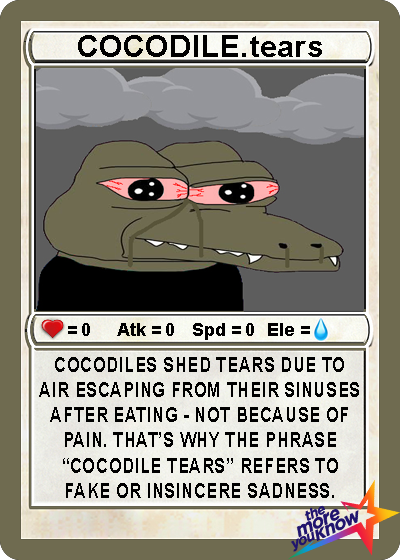 COCODILE.tears
= 0 Atk = 0 Spd = 0 Ele =
COCODILES SHED TEARS DUE TO
AIR ESCAPING FROM THEIR SINUSES
AFTER EATING - NOT BECAUSE OF
PAIN. THAT'S WHY THE PHRASE
“COCODILE TEARS” REFERS TO
FAKE OR INSINCERE SADNESS.
the
more
you know